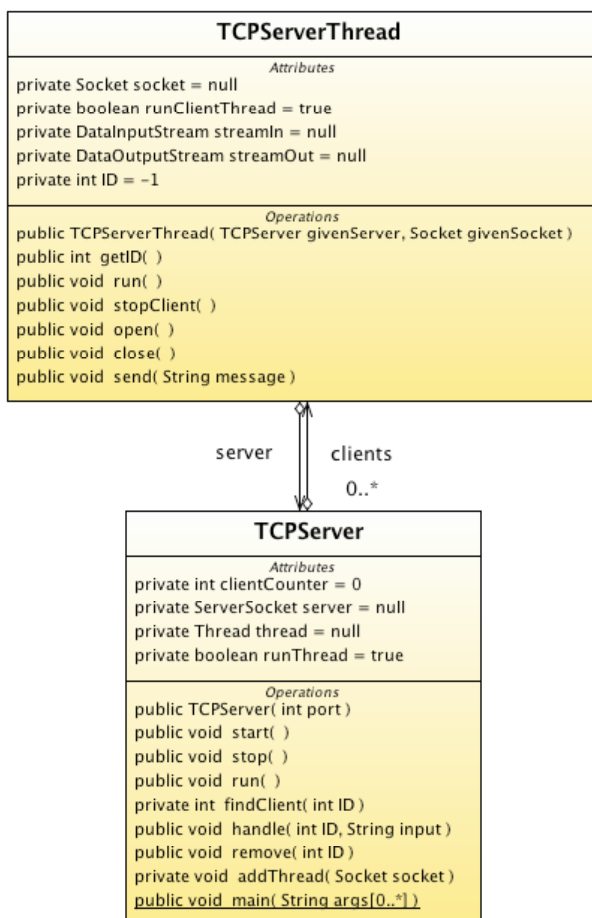 TCPServerThread
Attributes
private Socket socket = null
private boolean runClientThread = true
private DataInputStream streamIn = null
private DataOutputStream streamOut = null
private int ID = -1
Operations
public TCPServerThread( TCPServer givenServer, Socket givenSocket )
public int getID( )
public void run( )
public void stopClient( )
public void open( )
public void close( )
public void send( String message )
server clients
0..*
TCPServer
Attributes
private int clientCounter = 0
private ServerSocket server = null
private Thread thread = null
private boolean runThread = true
Operations
public TCPServer( int port )
public void start( )
public void stop( )
public void run( )
private int findClient( int ID )
public void handle( int ID, String input )
public void remove( int ID )
private void addThread( Socket socket )
public void main( String args[0..*] )